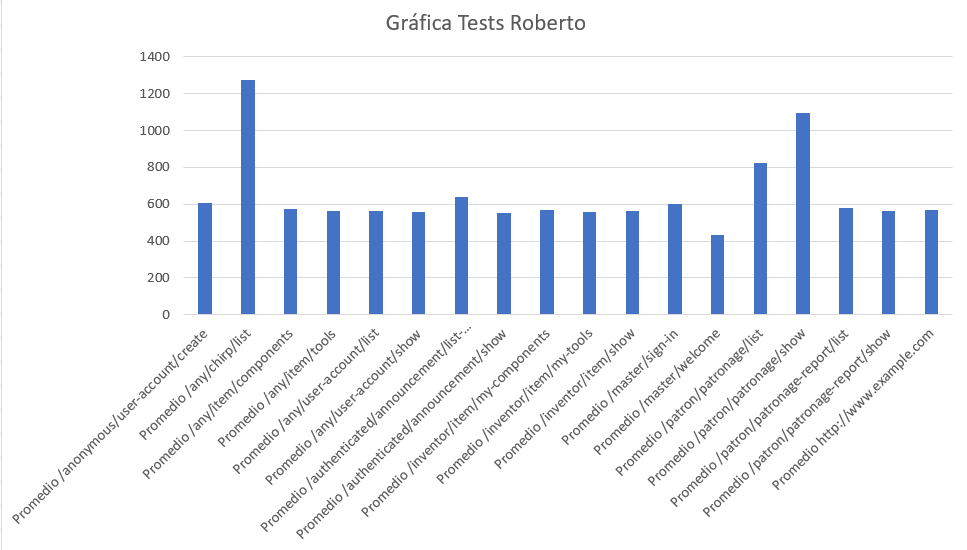 Gráfica Tests Roberto
1400
1200
1000
800
600
400
200
0
Promedio /anonymous/user-account/create
Promedio /any/chirp/list
Promedio /any/item/components
Promedio /any/item/tools
Promedio /any/user-account/list
Promedio /any/user-account/show
Promedio /authenticated/announcement/list-...
Promedio /authenticated/announcement/show
Promedio /inventor/item/my-components
Promedio /inventor/item/my-tools
Promedio /inventor/item/show
Promedio /master/sign-in
Promedio /master/welcome
Promedio /patron/patronage/list
Promedio /patron/patronage/show
Promedio /patron/patronage-report/list
Promedio /patron/patronage-report/show
Promedio http://www.example.com